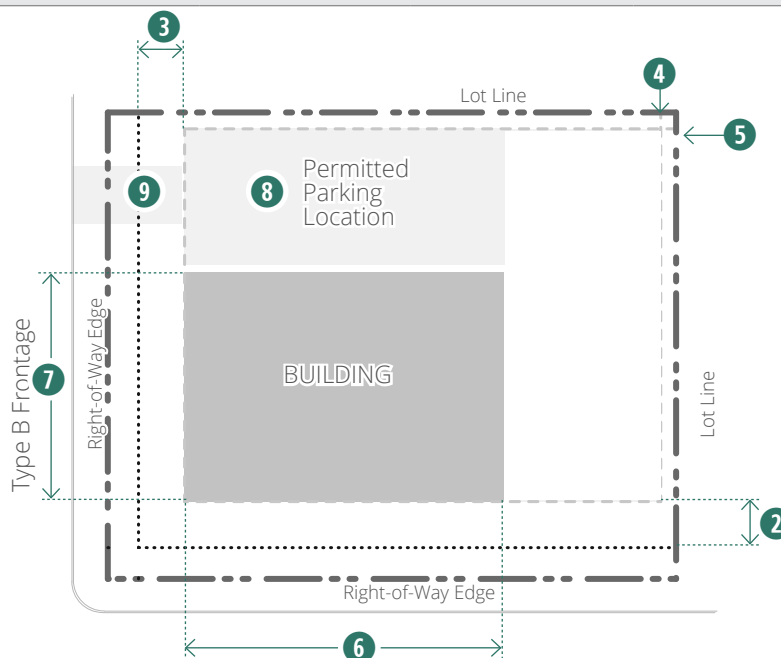 3
4
Lot Line
5
9
8
Permitted
Parking
Location
Type B Frontage
7
Right-of-Way Edge
BUILDING
Lot Line
2
Right-of-Way Edge
6